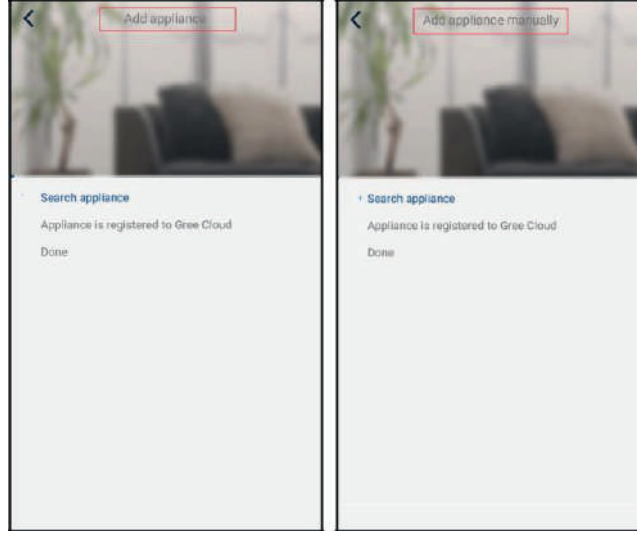 Add appliance
Search appliance
Appliance is registered to Gree Cloud
Done
Add appliance manually
Search appliance
Appliance is registered to Gree Cloud
Done